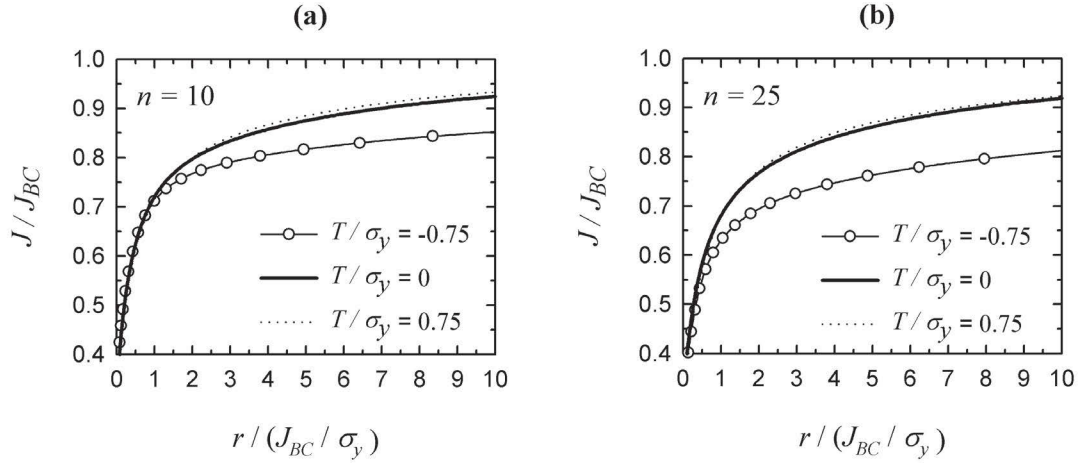 (a)
1.0
0.9
0.8
0.7
0.6
0.5
0.4
J / J_BC
n = 10
T / σ_y = -0.75
T / σ_y = 0
T / σ_y = 0.75
0 1 2 3 4 5 6 7 8 9 10
r / (J_BC / σ_y)
(b)
1.0
0.9
0.8
0.7
0.6
0.5
0.4
J / J_BC
n = 25
T / σ_y = -0.75
T / σ_y = 0
T / σ_y = 0.75
0 1 2 3 4 5 6 7 8 9 10
r / (J_BC / σ_y)